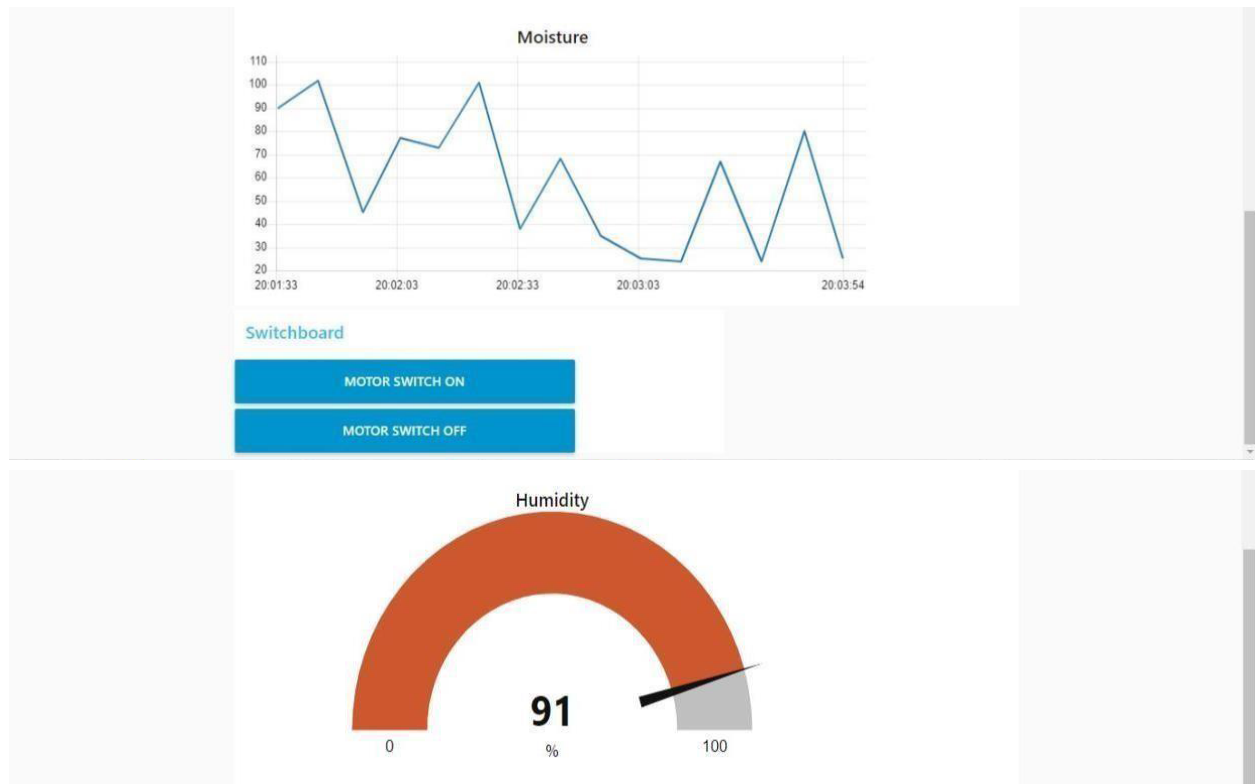 Moisture
110
100
90
80
70
60
50
40
30
20
20:01:33 20:02:03 20:02:33 20:03:03 20:03:54
Switchboard
MOTOR SWITCH ON
MOTOR SWITCH OFF
Humidity
91
%
0 100